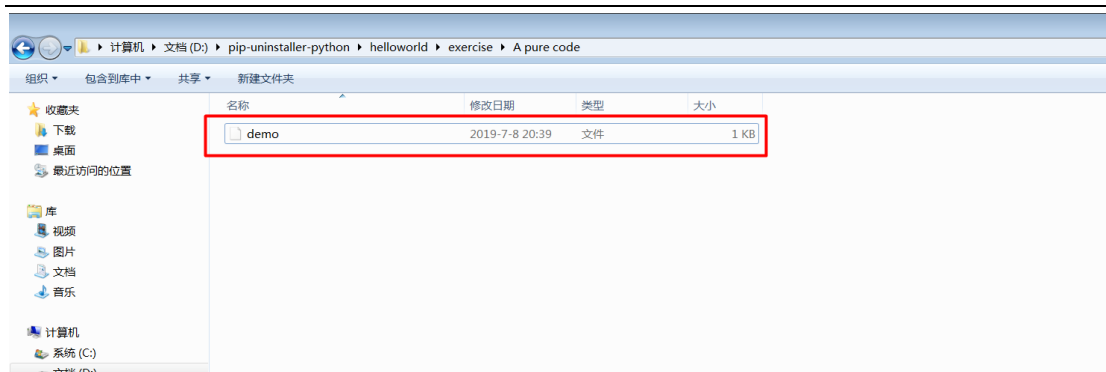 计算机 文档 (D:) pip-uninstaller-python helloworld exercise A pure code
组织 包含到库中 共享 新建文件夹
收藏夹
下载
桌面
最近访问的位置
库
视频
图片
文档
音乐
计算机
系统 (C:)
文档 (D:)
名称 修改日期 类型 大小
demo 2019-7-8 20:39 文件 1 KB